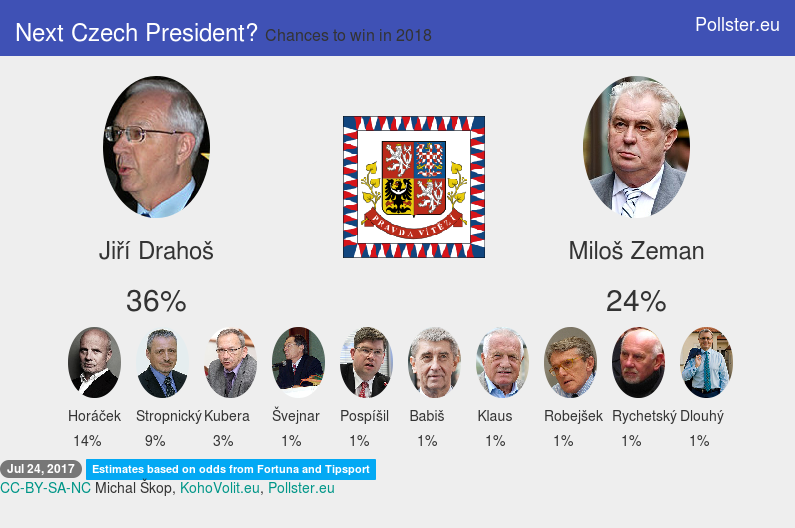 Next Czech President? Chances to win in 2018
Pollster.eu
PRAVDA VÍTĚZÍ
Jiří Drahoš
Miloš Zeman
36%
24%
Horáček Stropnický Kubera Švejnar Pospíšil Babiš Klaus Robejšek Rychetský Dlouhý
14% 9% 3% 1% 1% 1% 1% 1% 1% 1%
Jul 24, 2017 Estimates based on odds from Fortuna and Tipsport
CC-BY-SA-NC Michal Škop, KohoVolit.eu, Pollster.eu